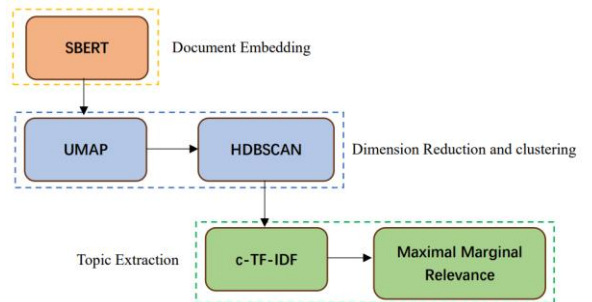 SBERT
Document Embedding
UMAP
HDBSCAN
Dimension Reduction and clustering
Topic Extraction
c-TF-IDF
Maximal Marginal
Relevance